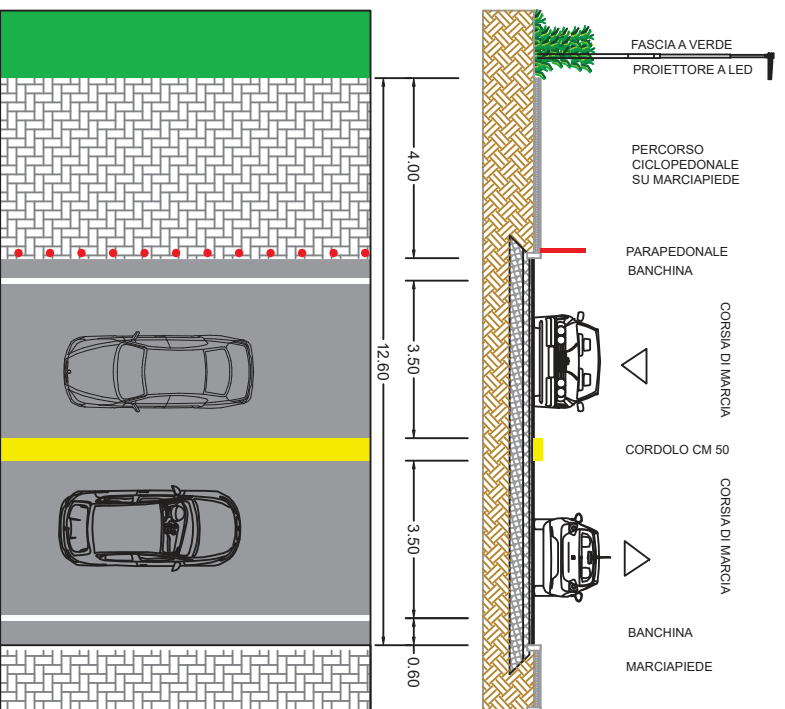 FASCIA A VERDE
PROIETTORE A LED
PERCORSO
CICLOPEDONALE
SU MARCIAPIEDE
4.00
PARAPEDONALE
BANCHINA
12.60
3.50
CORSIA DI MARCIA
CORDOLO CM 50
3.50
CORSIA DI MARCIA
BANCHINA
0.60
MARCIAPIEDE